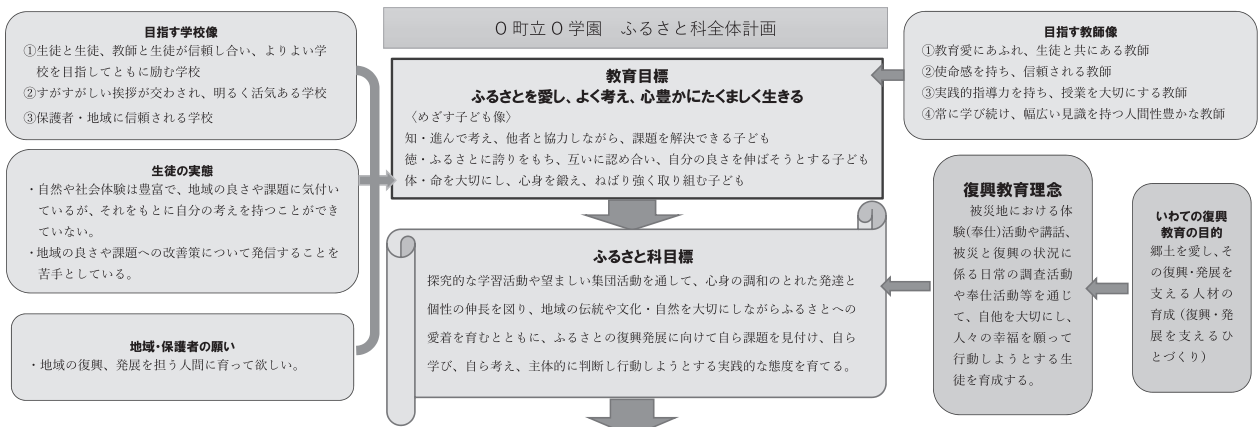 O 町立 O 学園　ふるさと科全体計画
目指す学校像
①生徒と生徒、教師と生徒が信頼し合い、よりよい学
校を目指してともに励む学校
②すがすがしい挨拶が交わされ、明るく活気ある学校
③保護者・地域に信頼される学校
生徒の実態
・自然や社会体験は豊富で、地域の良さや課題に気付い
ているが、それをもとに自分の考えを持つことができ
ていない。
・地域の良さや課題への改善策について発信することを
苦手としている。
地域・保護者の願い
・地域の復興、発展を担う人間に育って欲しい。
教育目標
ふるさとを愛し、よく考え、心豊かにたくましく生きる
〈めざす子ども像〉
知・進んで考え、他者と協力しながら、課題を解決できる子ども
徳・ふるさとに誇りをもち、互いに認め合い、自分の良さを伸ばそうとする子ども
体・命を大切にし、心身を鍛え、ねばり強く取り組む子ども
ふるさと科目標
探究的な学習活動や望ましい集団活動を通して、心身の調和のとれた発達と
個性の伸長を図り、地域の伝統や文化・自然を大切にしながらふるさとへの
愛着を育むとともに、ふるさとの復興発展に向けて自ら課題を見付け、自ら
学び、自ら考え、主体的に判断し行動しようとする実践的な態度を育てる。
目指す教師像
①教育愛にあふれ、生徒と共にある教師
②使命感を持ち、信頼される教師
③実践的指導力を持ち、授業を大切にする教師
④常に学び続け、幅広い見識を持つ人間性豊かな教師
復興教育理念
被災地における体
験(奉仕)活動や講話、
被災と復興の状況に
係る日常の調査活動
や奉仕活動等を通じ
て、自他を大切にし、
人々の幸福を願って
行動しようとする生
徒を育成する。
いわての復興
教育の目的
郷土を愛し、そ
の復興・発展を
支える人材の
育成（復興・発
展を支えるひ
とづくり）